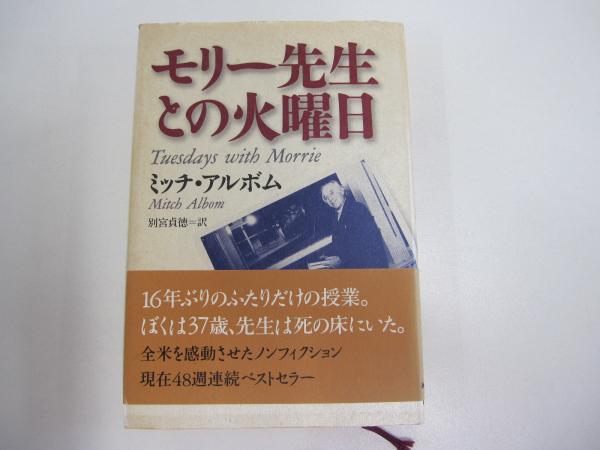 モリー先生
との火曜日
Tuesdays with Morrie
ミッチ・アルボム
Mitch Albom
別宮貞徳=訳
16年ぶりのふたりだけの授業。
ぼくは37歳、先生は死の床にいた。
全米を感動させたノンフィクション
現在48週連続ベストセラー